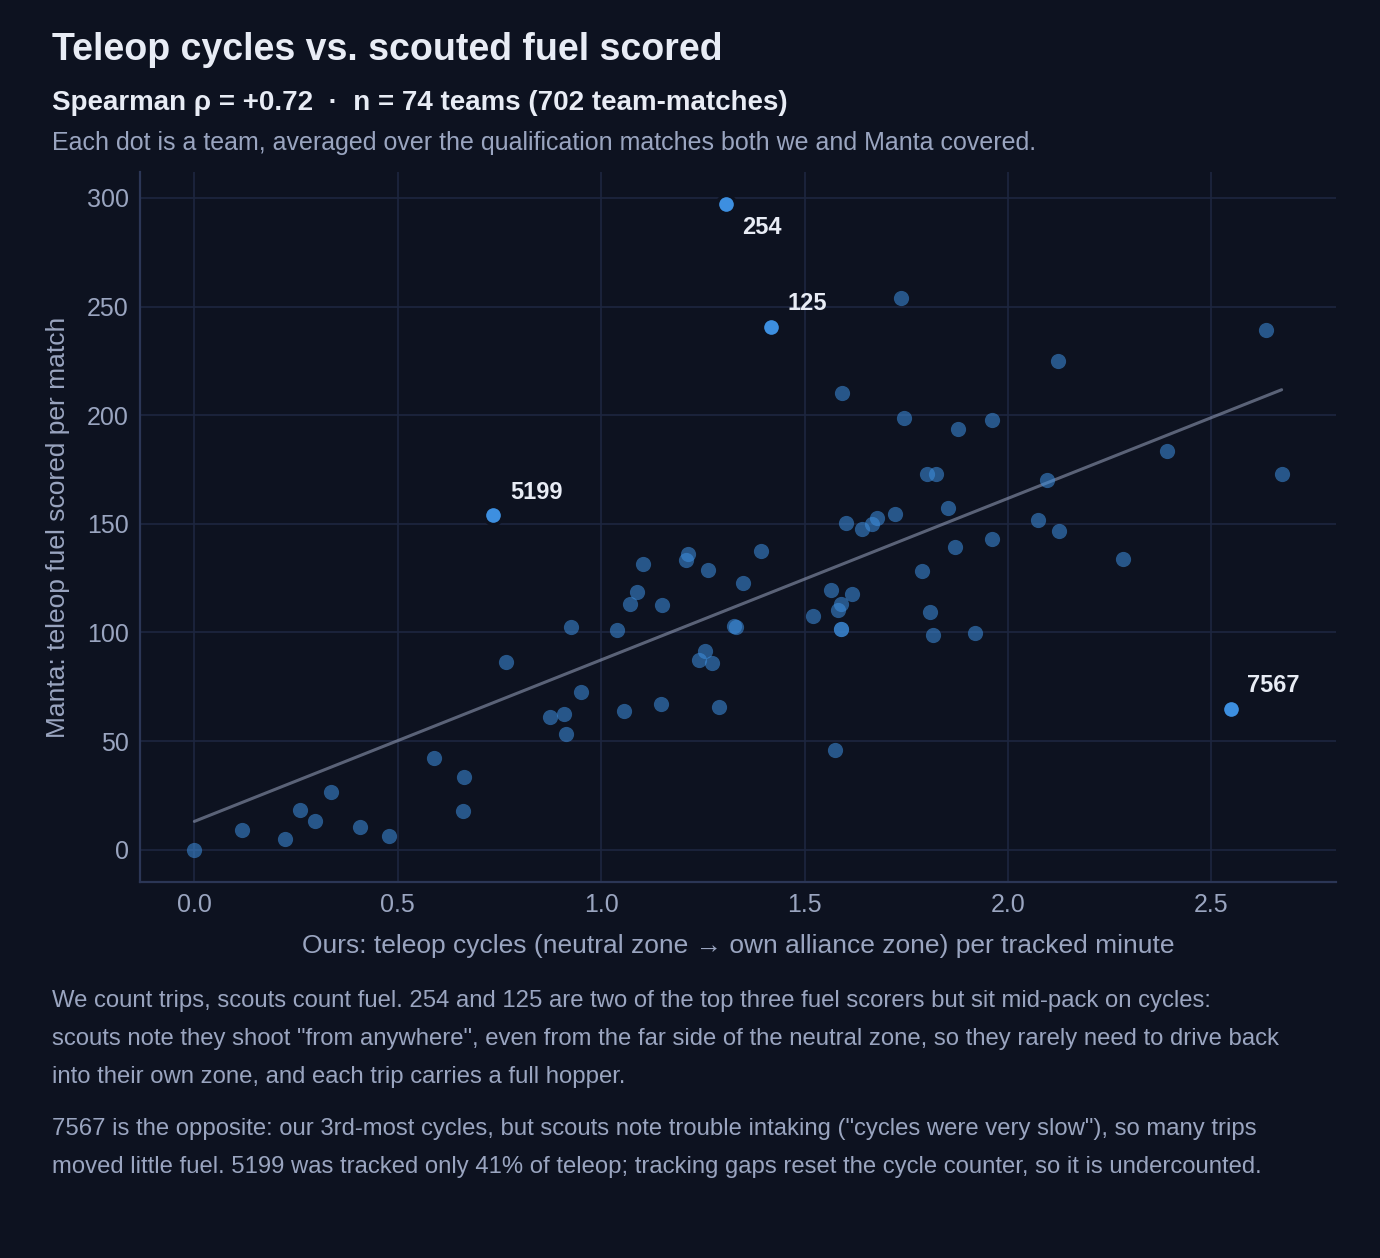 Teleop cycles vs. scouted fuel scored
Spearman ρ = +0.72 · n = 74 teams (702 team-matches)
Each dot is a team, averaged over the qualification matches both we and Manta covered.
Manta: teleop fuel scored per match
300
250
200
150
100
50
0
254
125
5199
7567
0.0
0.5
1.0
1.5
2.0
2.5
Ours: teleop cycles (neutral zone → own alliance zone) per tracked minute
We count trips, scouts count fuel. 254 and 125 are two of the top three fuel scorers but sit mid-pack on cycles:
scouts note they shoot "from anywhere", even from the far side of the neutral zone, so they rarely need to drive back
into their own zone, and each trip carries a full hopper.
7567 is the opposite: our 3rd-most cycles, but scouts note trouble intaking ("cycles were very slow"), so many trips
moved little fuel. 5199 was tracked only 41% of teleop; tracking gaps reset the cycle counter, so it is undercounted.